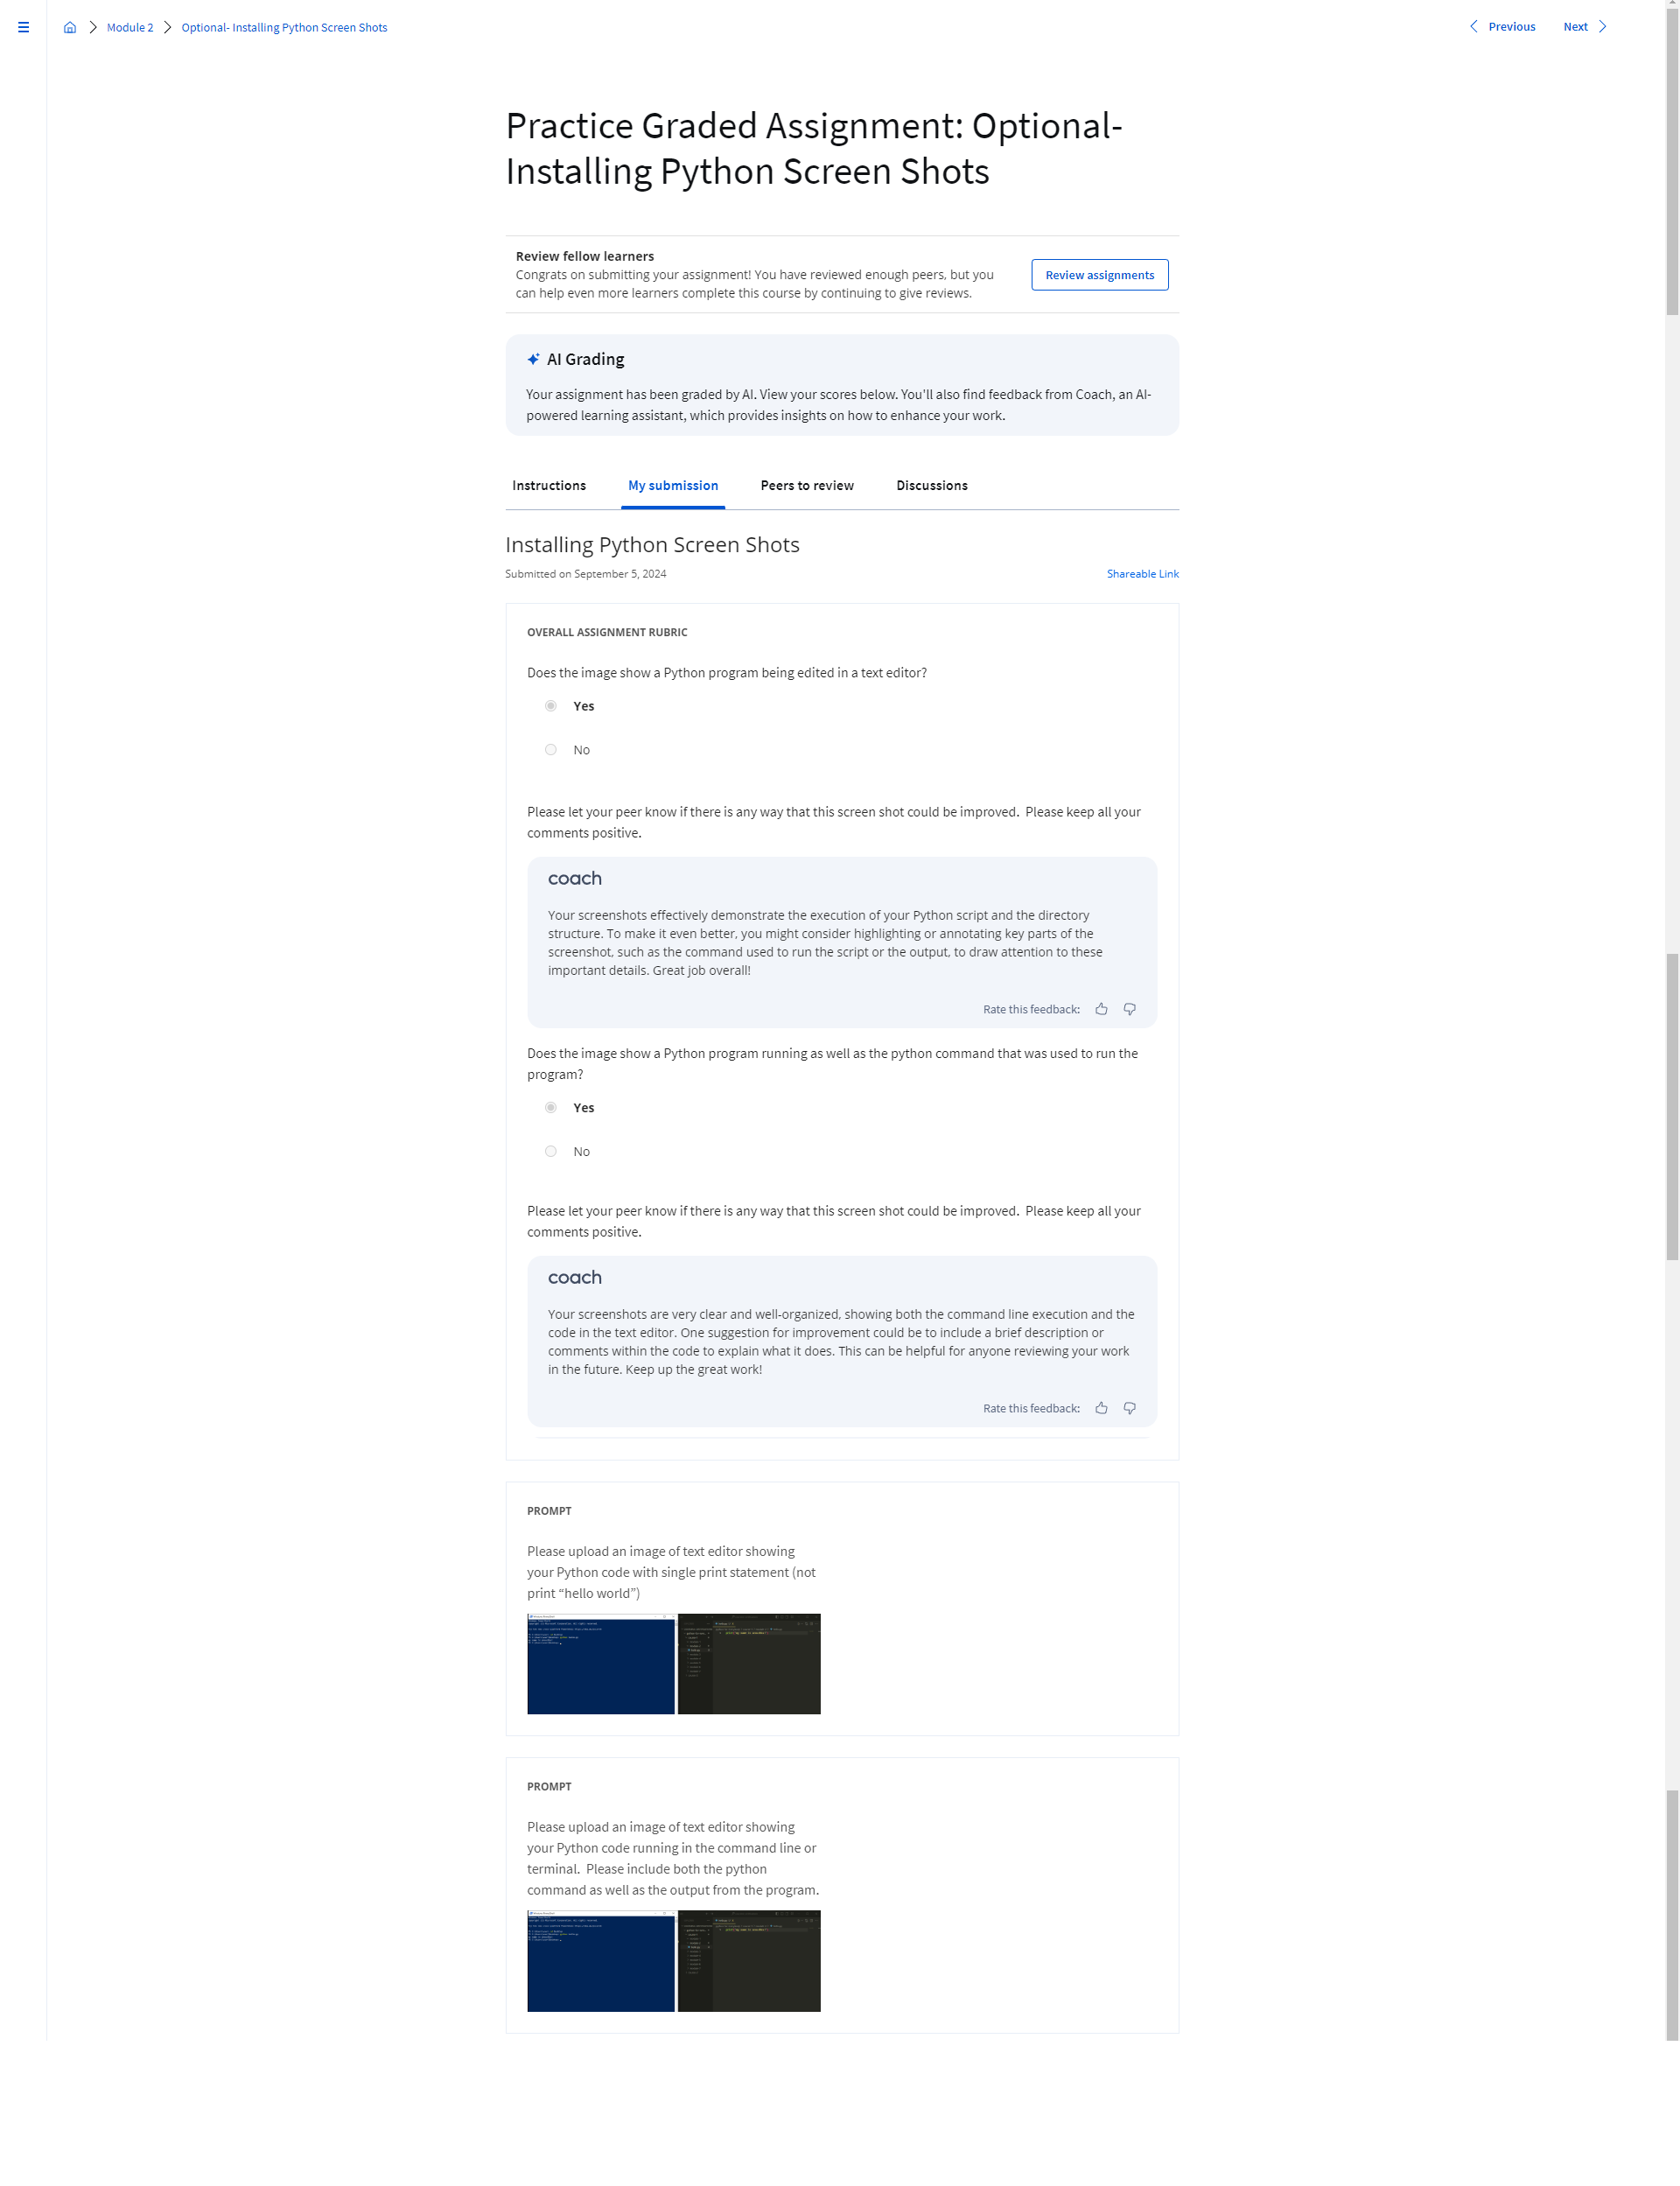 Module 2
Optional- Installing Python Screen Shots
Previous
Next
Practice Graded Assignment: Optional-
Installing Python Screen Shots
Review fellow learners
Congrats on submitting your assignment! You have reviewed enough peers, but you
can help even more learners complete this course by continuing to give reviews.
Review assignments
AI Grading
Your assignment has been graded by AI. View your scores below. You'll also find feedback from Coach, an AI-
powered learning assistant, which provides insights on how to enhance your work.
Instructions
My submission
Peers to review
Discussions
Installing Python Screen Shots
Submitted on September 5, 2024
Shareable Link
OVERALL ASSIGNMENT RUBRIC
Does the image show a Python program being edited in a text editor?
Yes
No
Please let your peer know if there is any way that this screen shot could be improved.  Please keep all your
comments positive.
coach
Your screenshots effectively demonstrate the execution of your Python script and the directory
structure. To make it even better, you might consider highlighting or annotating key parts of the
screenshot, such as the command used to run the script or the output, to draw attention to these
important details. Great job overall!
Rate this feedback:
Does the image show a Python program running as well as the python command that was used to run the
program?
Yes
No
Please let your peer know if there is any way that this screen shot could be improved.  Please keep all your
comments positive.
coach
Your screenshots are very clear and well-organized, showing both the command line execution and the
code in the text editor. One suggestion for improvement could be to include a brief description or
comments within the code to explain what it does. This can be helpful for anyone reviewing your work
in the future. Keep up the great work!
Rate this feedback:
PROMPT
Please upload an image of text editor showing
your Python code with single print statement (not
print “hello world”)
PROMPT
Please upload an image of text editor showing
your Python code running in the command line or
terminal.  Please include both the python
command as well as the output from the program.